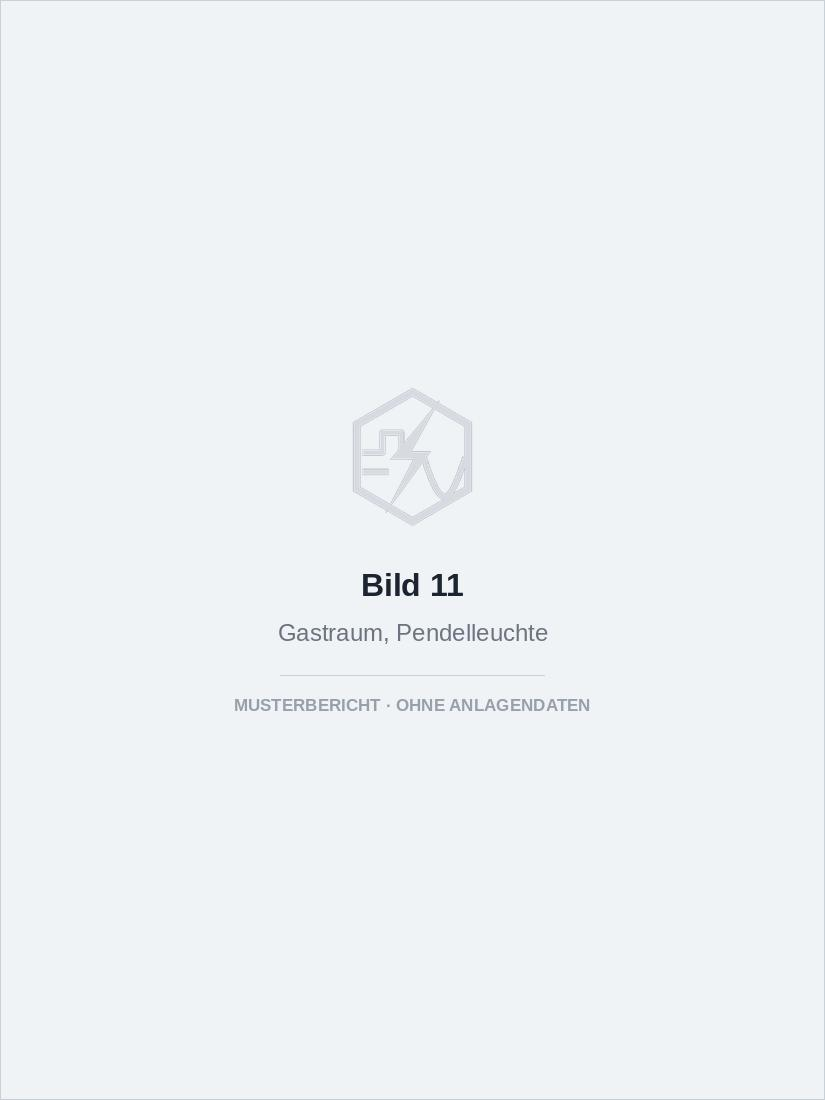 Bild 11
Gastraum, Pendelleuchte
MUSTERBERICHT · OHNE ANLAGENDATEN